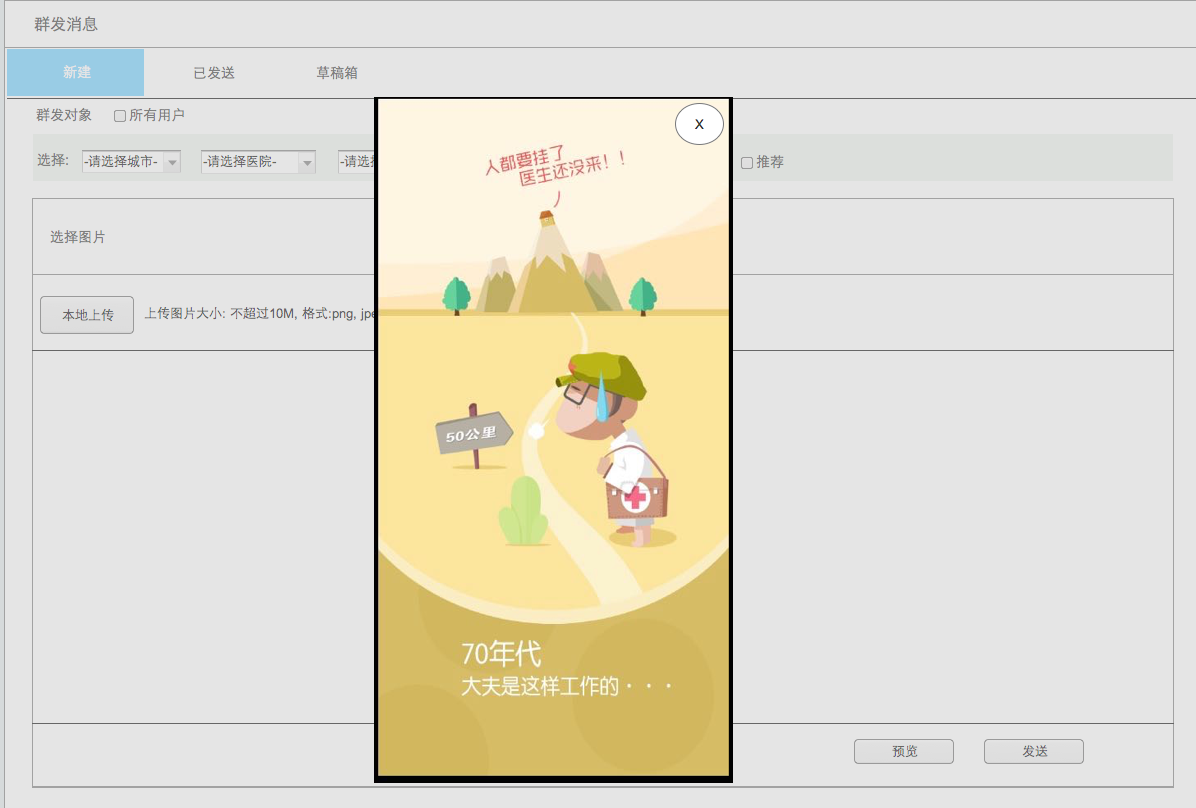 群发消息
新建
已发送
草稿箱
群发对象
所有用户
选择:
-请选择城市-
-请选择医院-
-请选
推荐
选择图片
本地上传
上传图片大小: 不超过10M, 格式:png, jpe
X
人都要挂了
医生还没来！！
50公里
70年代
大夫是这样工作的・・・
预览
发送